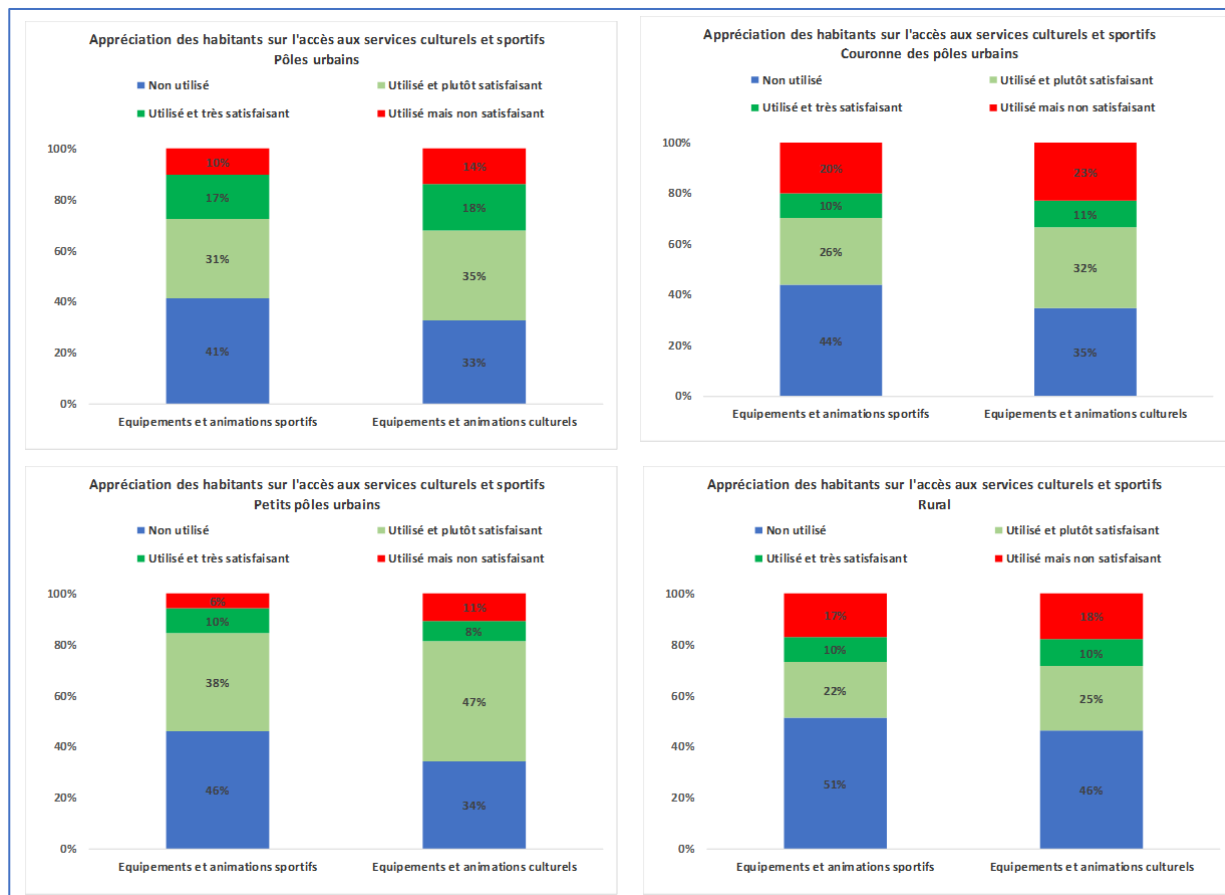 Appréciation des habitants sur l'accès aux services culturels et sportifs
Pôles urbains
Non utilisé
Utilisé et plutôt satisfaisant
Utilisé et très satisfaisant
Utilisé mais non satisfaisant
100%
80%
60%
40%
20%
0%
10%
17%
31%
41%
14%
18%
35%
33%
Equipements et animations sportifs
Equipements et animations culturels
Appréciation des habitants sur l'accès aux services culturels et sportifs
Couronne des pôles urbains
Non utilisé
Utilisé et plutôt satisfaisant
Utilisé et très satisfaisant
Utilisé mais non satisfaisant
100%
80%
60%
40%
20%
0%
20%
10%
26%
44%
23%
11%
32%
35%
Equipements et animations sportifs
Equipements et animations culturels
Appréciation des habitants sur l'accès aux services culturels et sportifs
Petits pôles urbains
Non utilisé
Utilisé et plutôt satisfaisant
Utilisé et très satisfaisant
Utilisé mais non satisfaisant
100%
80%
60%
40%
20%
0%
6%
10%
38%
46%
11%
8%
47%
34%
Equipements et animations sportifs
Equipements et animations culturels
Appréciation des habitants sur l'accès aux services culturels et sportifs
Rural
Non utilisé
Utilisé et plutôt satisfaisant
Utilisé et très satisfaisant
Utilisé mais non satisfaisant
100%
80%
60%
40%
20%
0%
17%
10%
22%
51%
18%
10%
25%
46%
Equipements et animations sportifs
Equipements et animations culturels